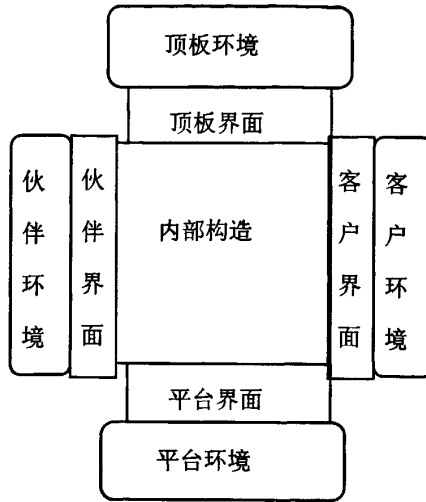 顶板环境
顶板界面
伙伴环境
伙伴界面
内部构造
客户界面
客户环境
平台界面
平台环境